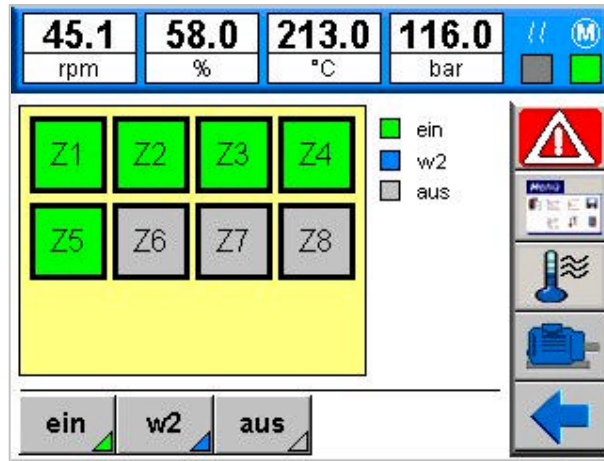 45.1 58.0 213.0 116.0
rpm % °C bar
M
Z1 Z2 Z3 Z4
ein
w2
aus
Z5 Z6 Z7 Z8
Menü
ein w2 aus